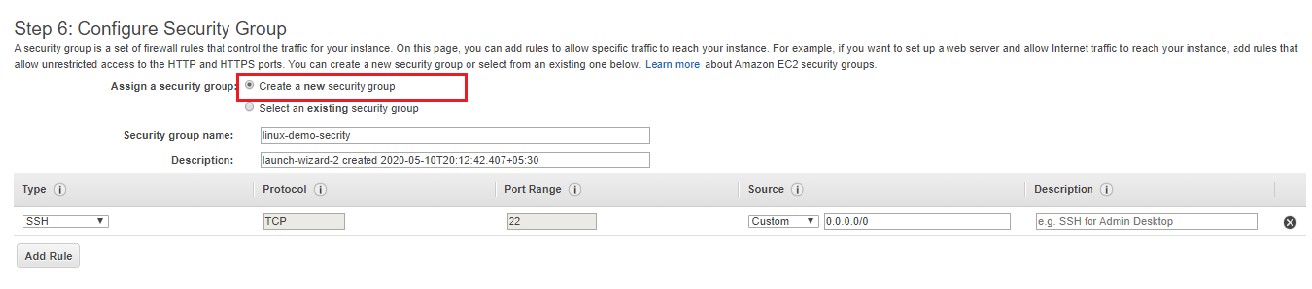 Step 6: Configure Security Group
A security group is a set of firewall rules that control the traffic for your instance. On this page, you can add rules to allow specific traffic to reach your instance. For example, if you want to set up a web server and allow Internet traffic to reach your instance, add rules that
allow unrestricted access to the HTTP and HTTPS ports. You can create a new security group or select from an existing one below. Learn more about Amazon EC2 security groups.
Assign a security group: Create a new security group
Select an existing security group
Security group name: linux-demo-secrity
Description: launch-wizard-2 created 2020-05-10T20:12:42.407+05:30
Type i Protocol i Port Range i Source i Description i
SSH TCP 22 Custom 0.0.0.0/0 e.g. SSH for Admin Desktop
Add Rule